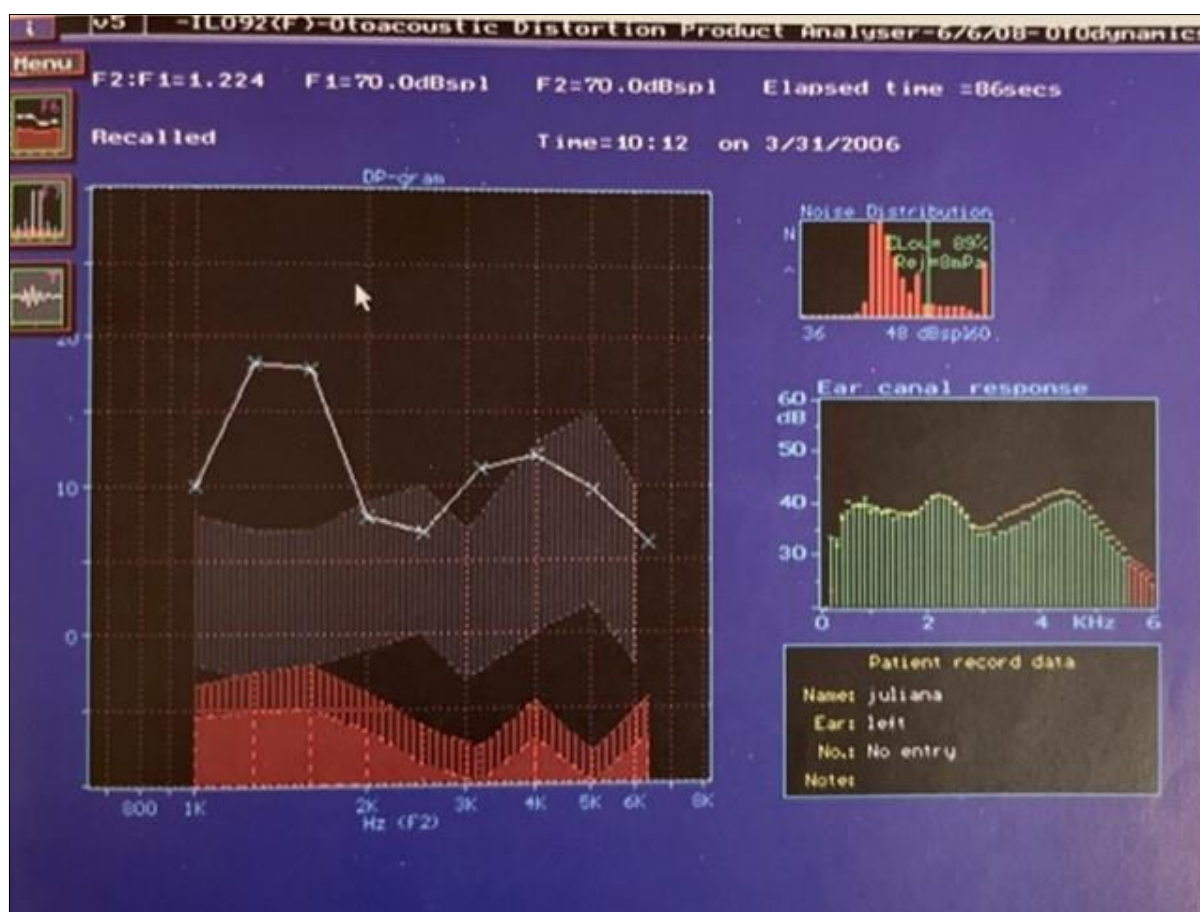 i v5 -ILO92(F)-Otoacoustic Distortion Product Analyser-6/6/08-OTOdynamics
Menu
F2:F1=1.224 F1=70.0dBspl F2=70.0dBspl Elapsed time =86secs
Recalled Time=10:12 on 3/31/2006
DP-gram
20
10
0
800 1K 2K 3K 4K 5K 6K 8K
Hz (F2)
Noise Distribution
N
^
Low= 89%
Rej=8mPa
36 48 dBspl 60
Ear canal response
60
dB
50
40
30
0 2 4 KHz 6
Patient record data
Name: juliana
Ear: left
No.: No entry
Note: